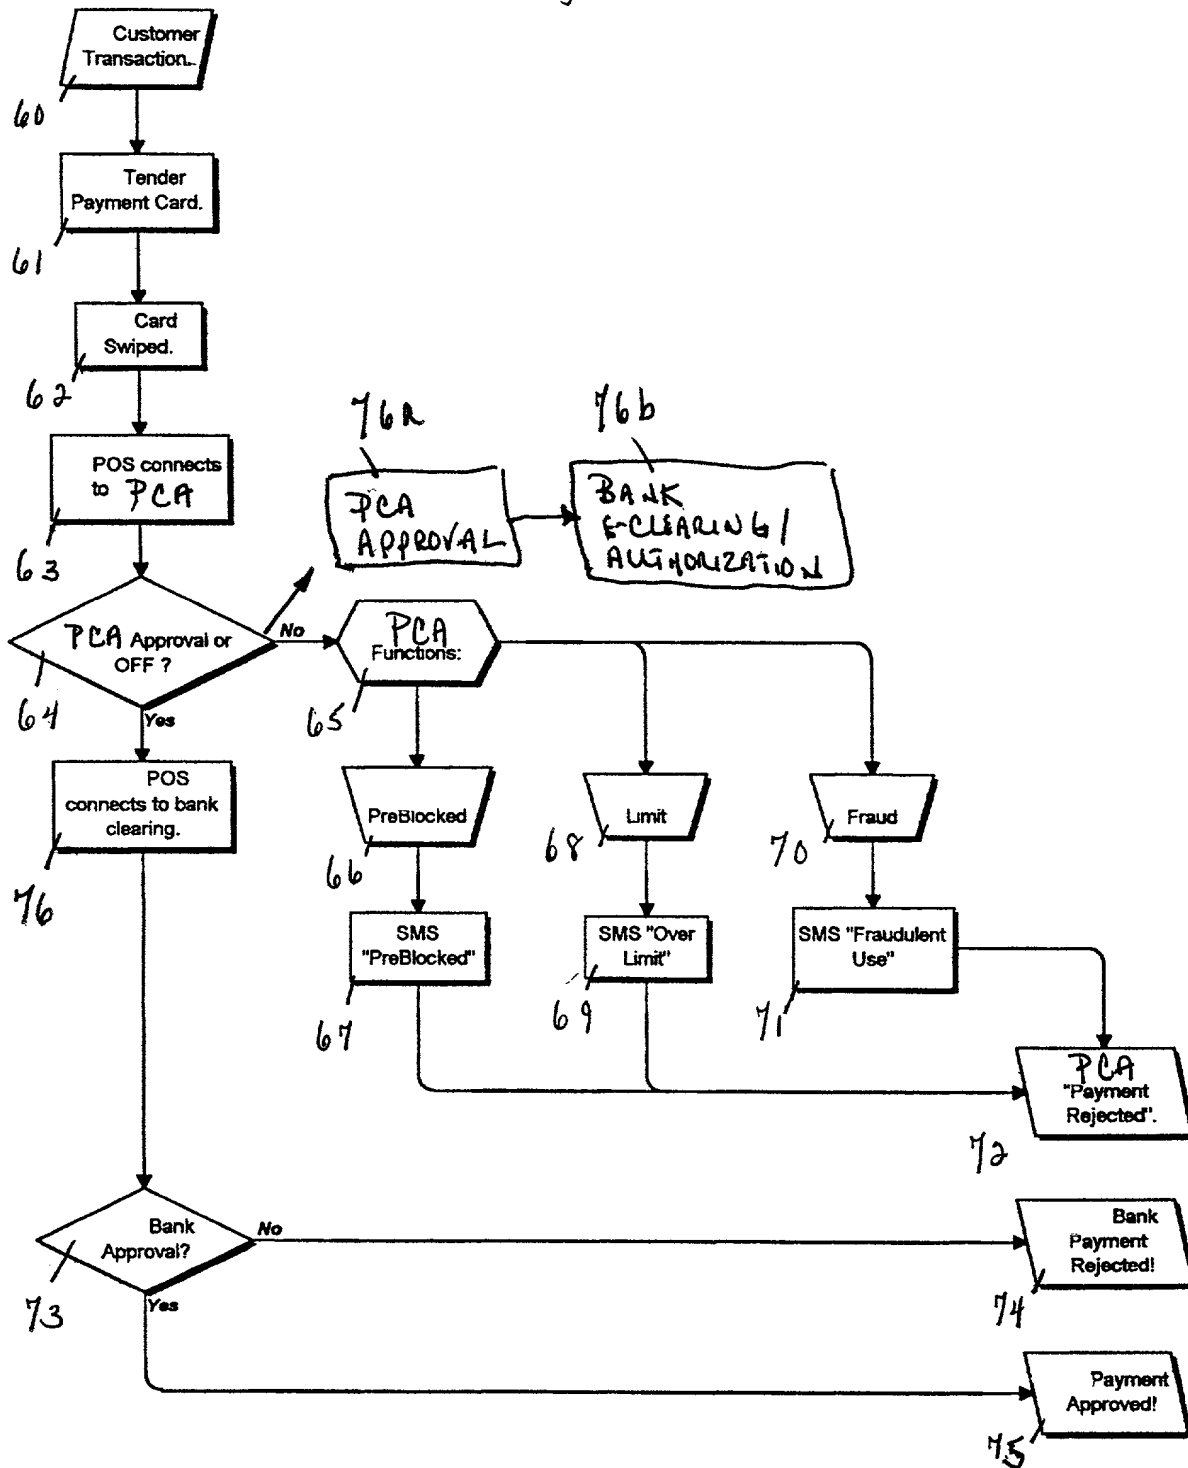 Customer
Transaction..
60
Tender
Payment Card.
61
Card
Swiped.
62
POS connects
to PCA
63
76a
PCA
APPROVAL
76b
BANK
E-CLEARING/
AUTHORIZATION
PCA Approval or
OFF ?
64
No
Yes
PCA
Functions:
65
POS
connects to bank
clearing.
76
PreBlocked
66
Limit
68
Fraud
70
SMS
"PreBlocked"
67
SMS "Over
Limit"
69
SMS "Fraudulent
Use"
71
PCA
"Payment
Rejected".
72
Bank
Approval?
73
No
Yes
Bank
Payment
Rejected!
74
Payment
Approved!
75